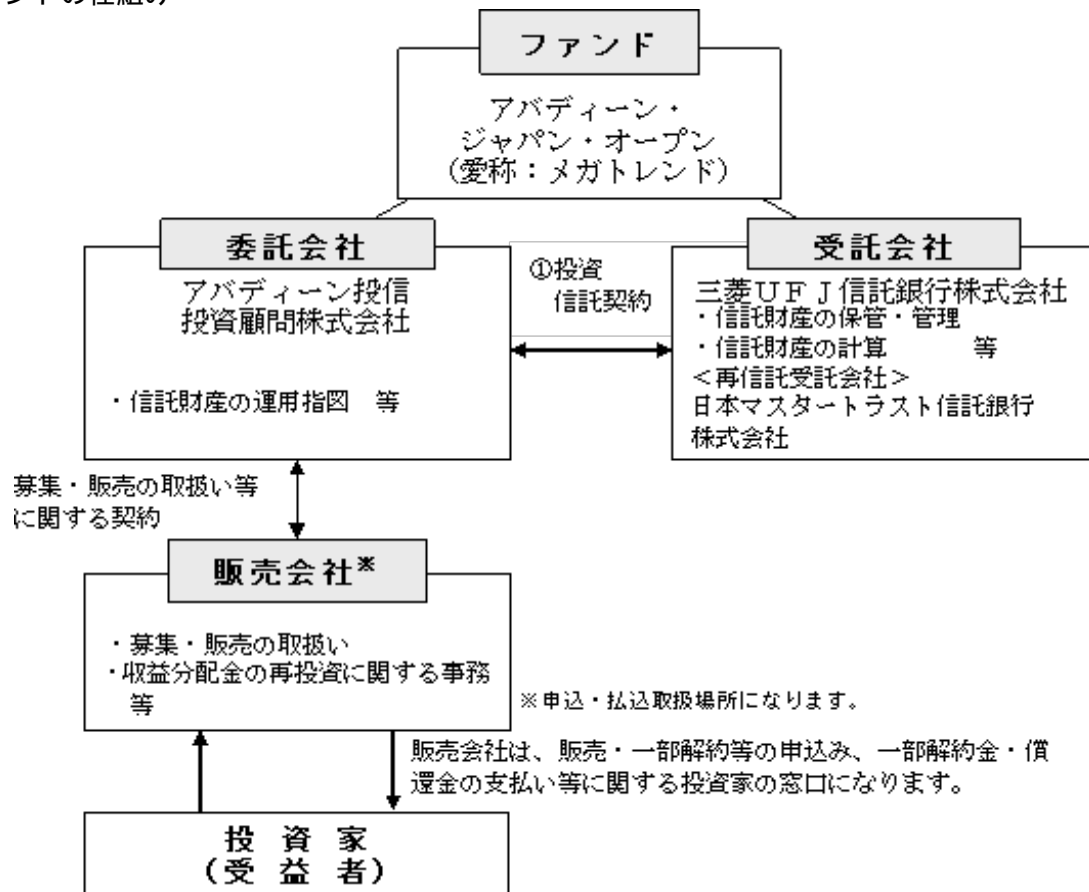 ンドの仕組み
ファンド
アバディーン・
ジャパン・オープン
(愛称：メガトレンド)
委託会社
アバディーン投信
投資顧問株式会社
・信託財産の運用指図　等
①投資
信託契約
受託会社
三菱ＵＦＪ信託銀行株式会社
・信託財産の保管・管理
・信託財産の計算　　　等
＜再信託受託会社＞
日本マスタートラスト信託銀行
株式会社
募集・販売の取扱い等
に関する契約
販売会社※
・募集・販売の取扱い
・収益分配金の再投資に関する事務
等
※申込・払込取扱場所になります。
販売会社は、販売・一部解約等の申込み、一部解約金・償
還金の支払い等に関する投資家の窓口になります。
投 資 家
(受 益 者)